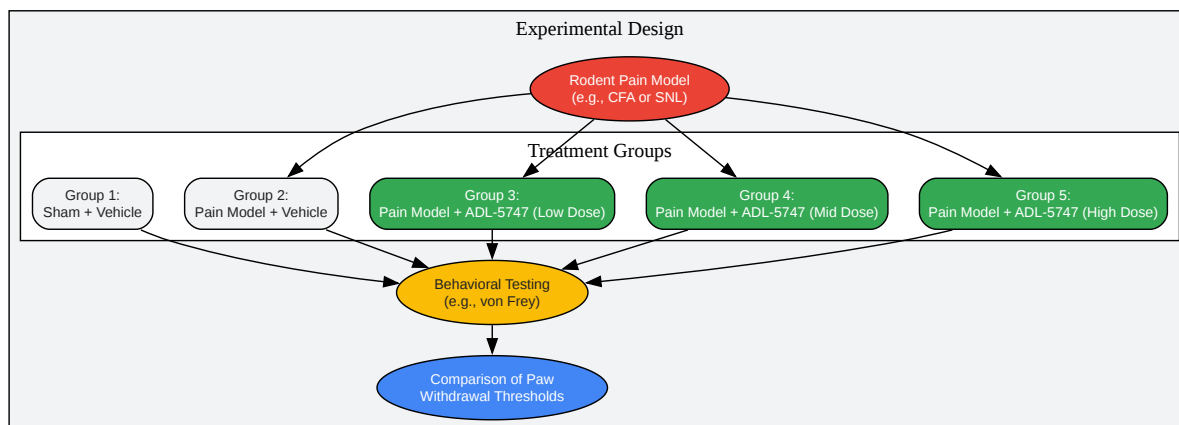 Experimental Design
Rodent Pain Model
(e.g., CFA or SNL)
Treatment Groups
Group 1:
Sham + Vehicle
Group 2:
Pain Model + Vehicle
Group 3:
Pain Model + ADL-5747 (Low Dose)
Group 4:
Pain Model + ADL-5747 (Mid Dose)
Group 5:
Pain Model + ADL-5747 (High Dose)
Behavioral Testing
(e.g., von Frey)
Comparison of Paw
Withdrawal Thresholds